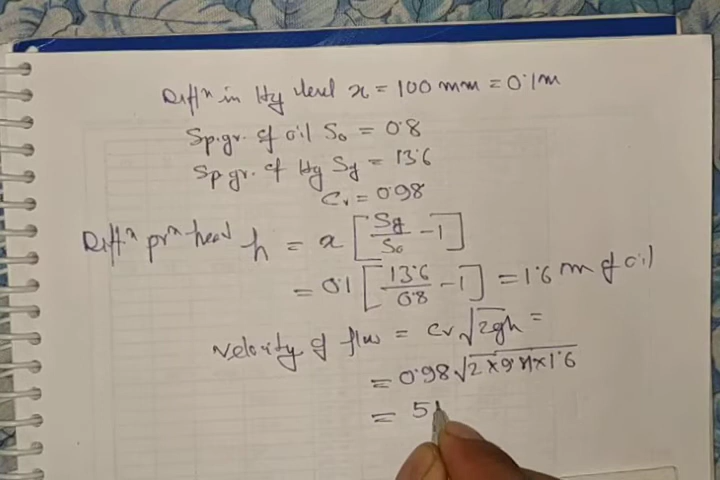 Diffⁿ in Hg level x = 100 mm = 0.1m
Sp.gr. of oil S₀ = 0.8
Sp gr. of Hg Sg = 13.6
Cv = 0.98
Diffⁿ prⁿ head h = x [Sg/S₀ - 1]
= 0.1 [13.6/0.8 - 1] = 1.6 m of oil
Velocity of flow = Cv √2gh =
= 0.98 √2×9.81×1.6
= 5